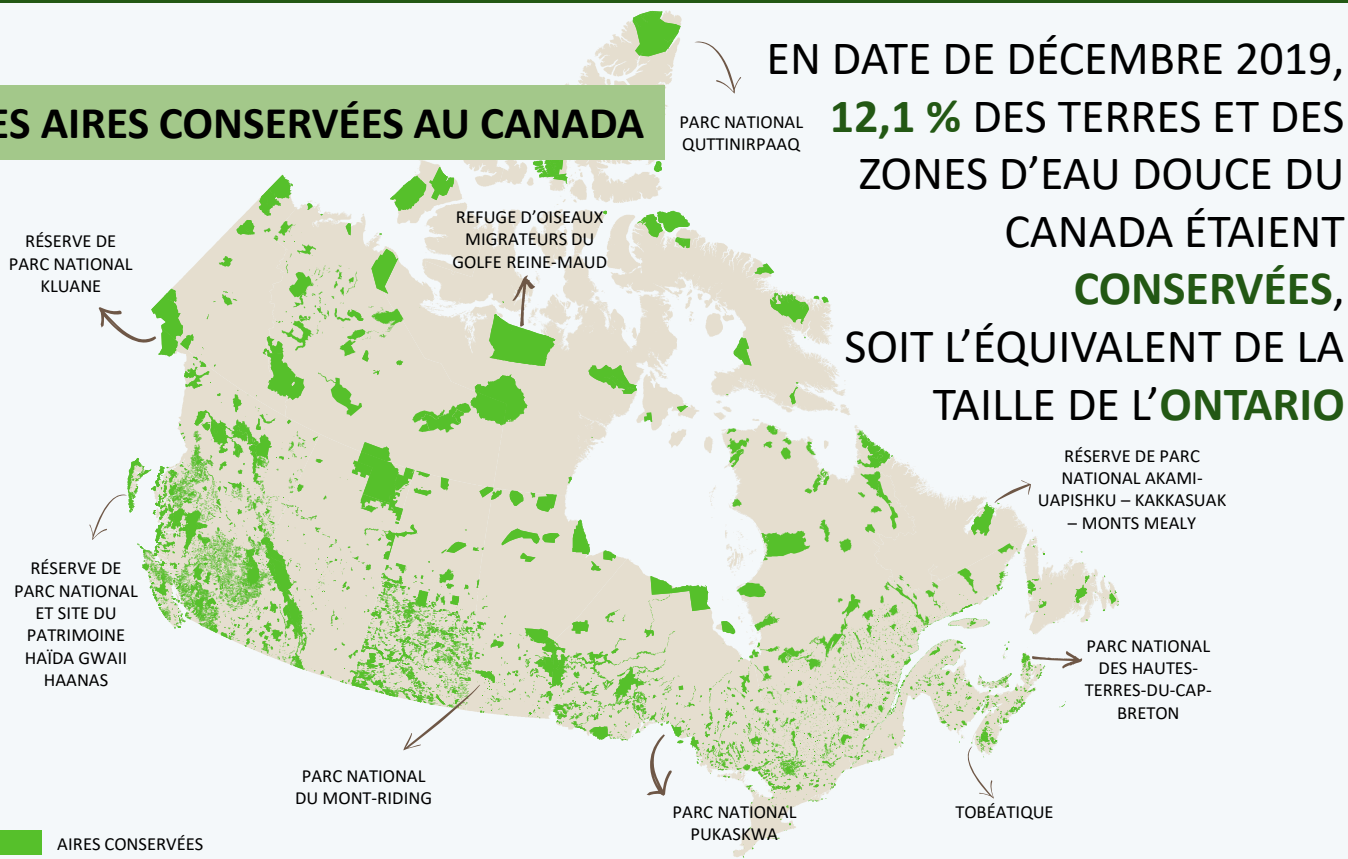 ES AIRES CONSERVÉES AU CANADA
EN DATE DE DÉCEMBRE 2019,
12,1 % DES TERRES ET DES
ZONES D’EAU DOUCE DU
CANADA ÉTAIENT
CONSERVÉES,
SOIT L’ÉQUIVALENT DE LA
TAILLE DE L’ONTARIO
PARC NATIONAL
QUTTINIRPAAQ
REFUGE D’OISEAUX
MIGRATEURS DU
GOLFE REINE-MAUD
RÉSERVE DE
PARC NATIONAL
KLUANE
RÉSERVE DE PARC
NATIONAL AKAMI-
UAPISHKU – KAKKASUAK
– MONTS MEALY
RÉSERVE DE
PARC NATIONAL
ET SITE DU
PATRIMOINE
HAÏDA GWAII
HAANAS
PARC NATIONAL
DES HAUTES-
TERRES-DU-CAP-
BRETON
PARC NATIONAL
DU MONT-RIDING
PARC NATIONAL
PUKASKWA
TOBÉATIQUE
AIRES CONSERVÉES